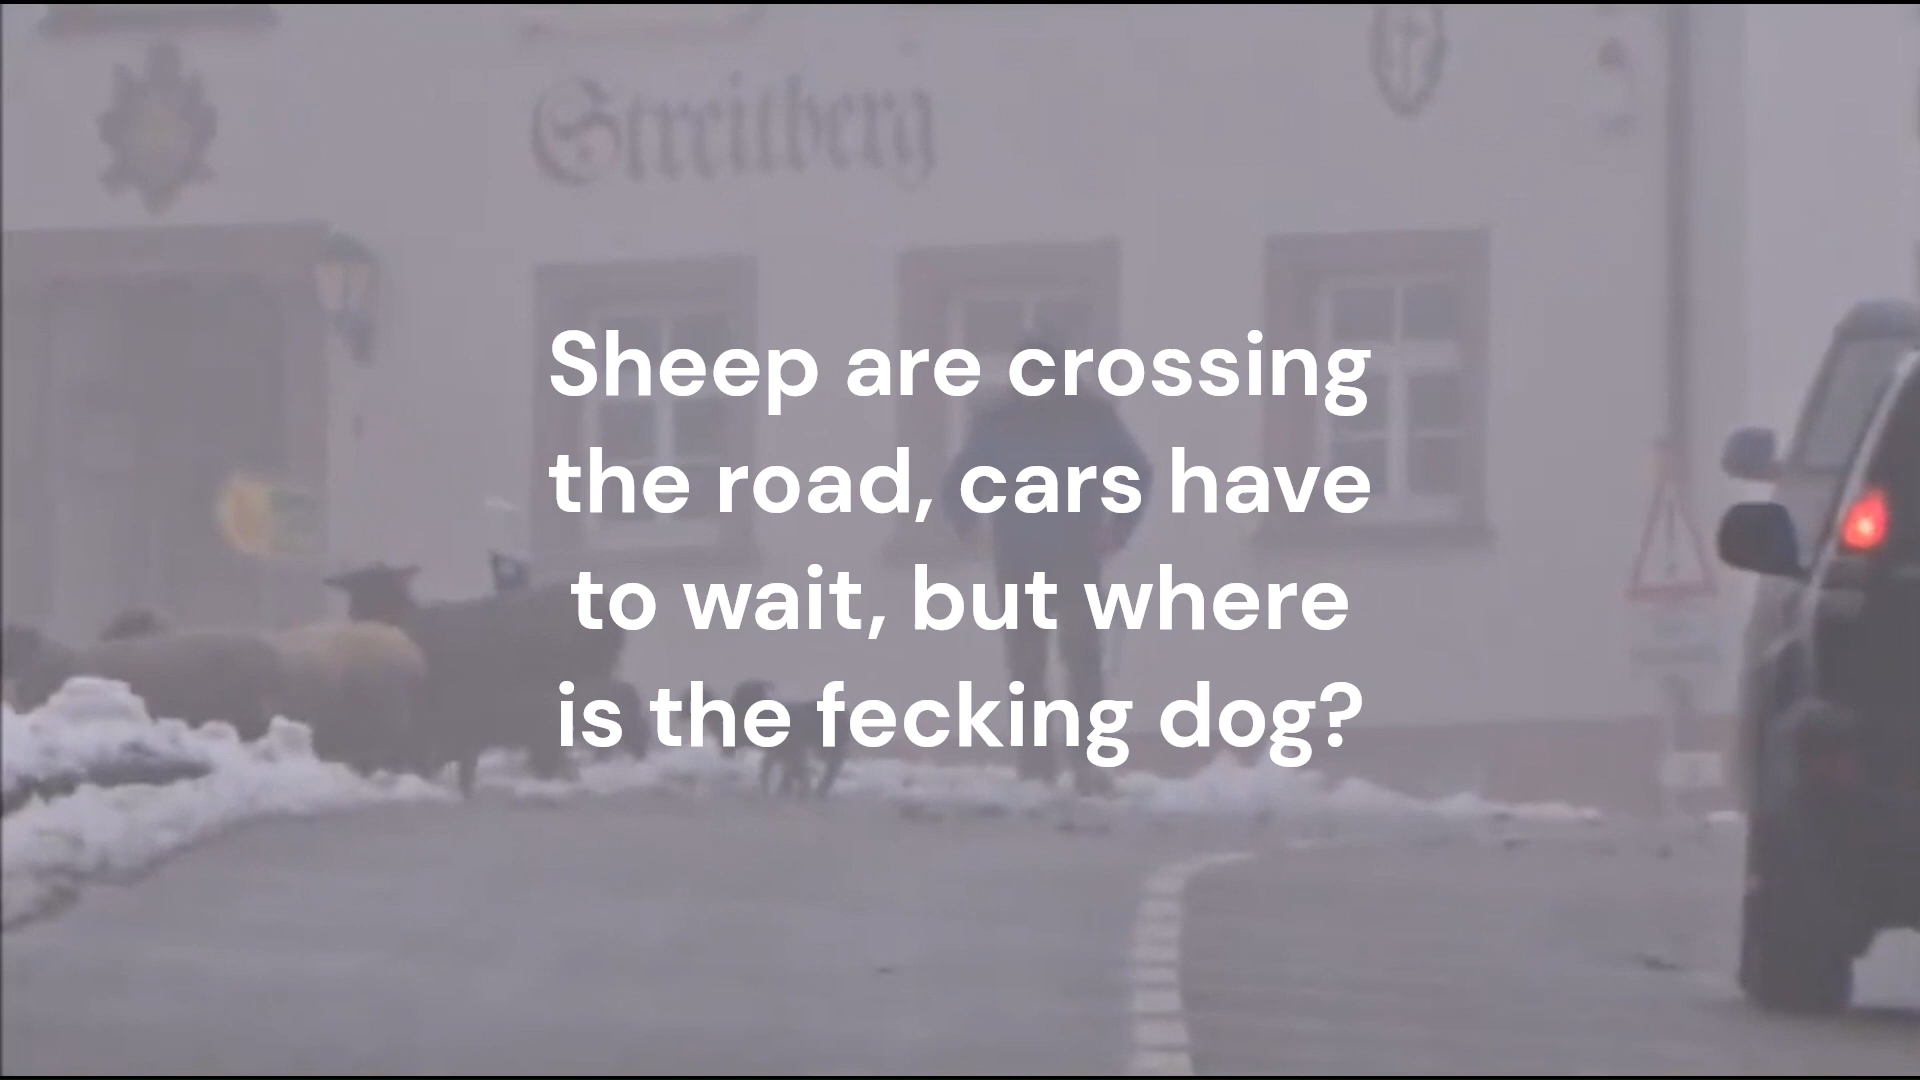 Streitberg
Sheep are crossing
the road, cars have
to wait, but where
is the fecking dog?